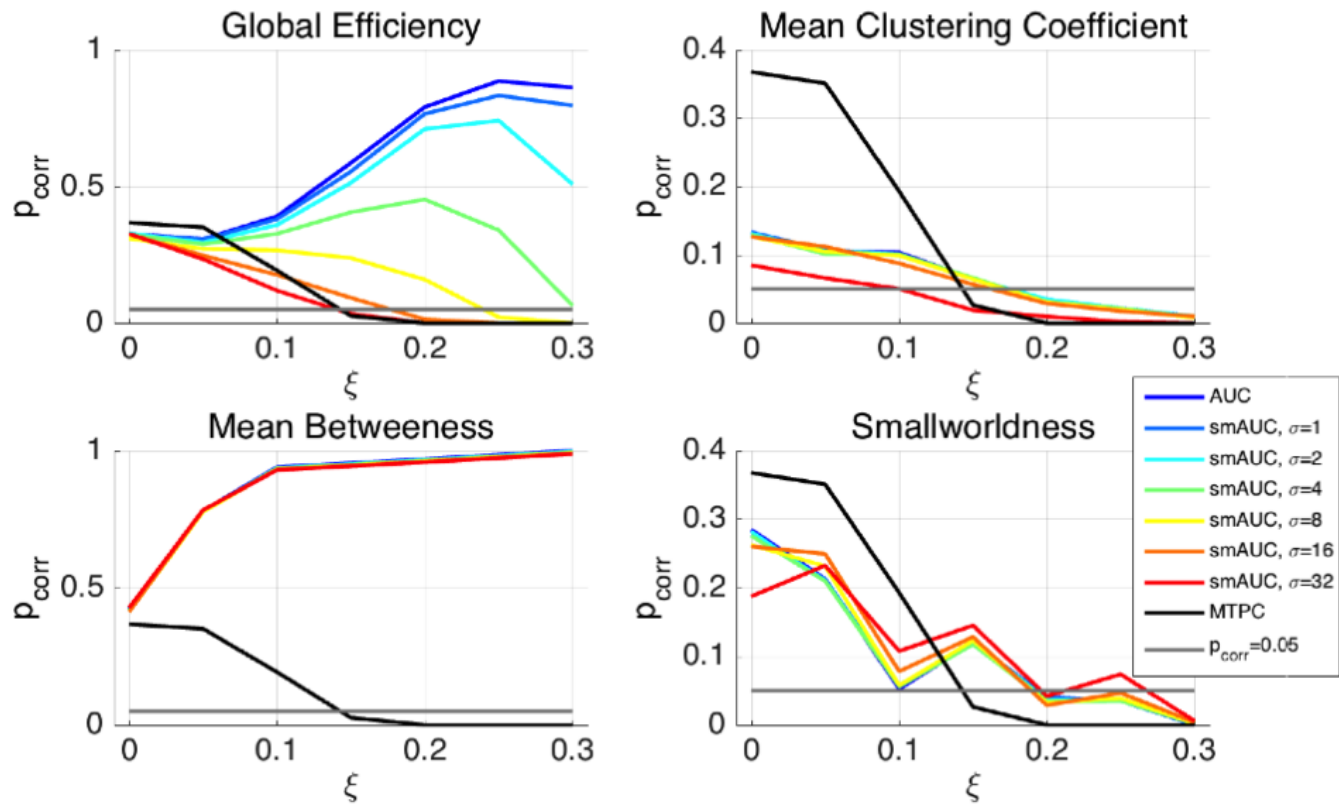 Global Efficiency
1
0.5
0
p_corr
0
0.1
0.2
0.3
ξ
Mean Clustering Coefficient
0.4
0.3
0.2
0.1
0
p_corr
0
0.1
0.2
0.3
ξ
Mean Betweeness
1
0.5
0
p_corr
0
0.1
0.2
0.3
ξ
Smallworldness
0.4
0.3
0.2
0.1
0
p_corr
0
0.1
0.2
0.3
ξ
AUC
smAUC, σ=1
smAUC, σ=2
smAUC, σ=4
smAUC, σ=8
smAUC, σ=16
smAUC, σ=32
MTPC
p_corr=0.05